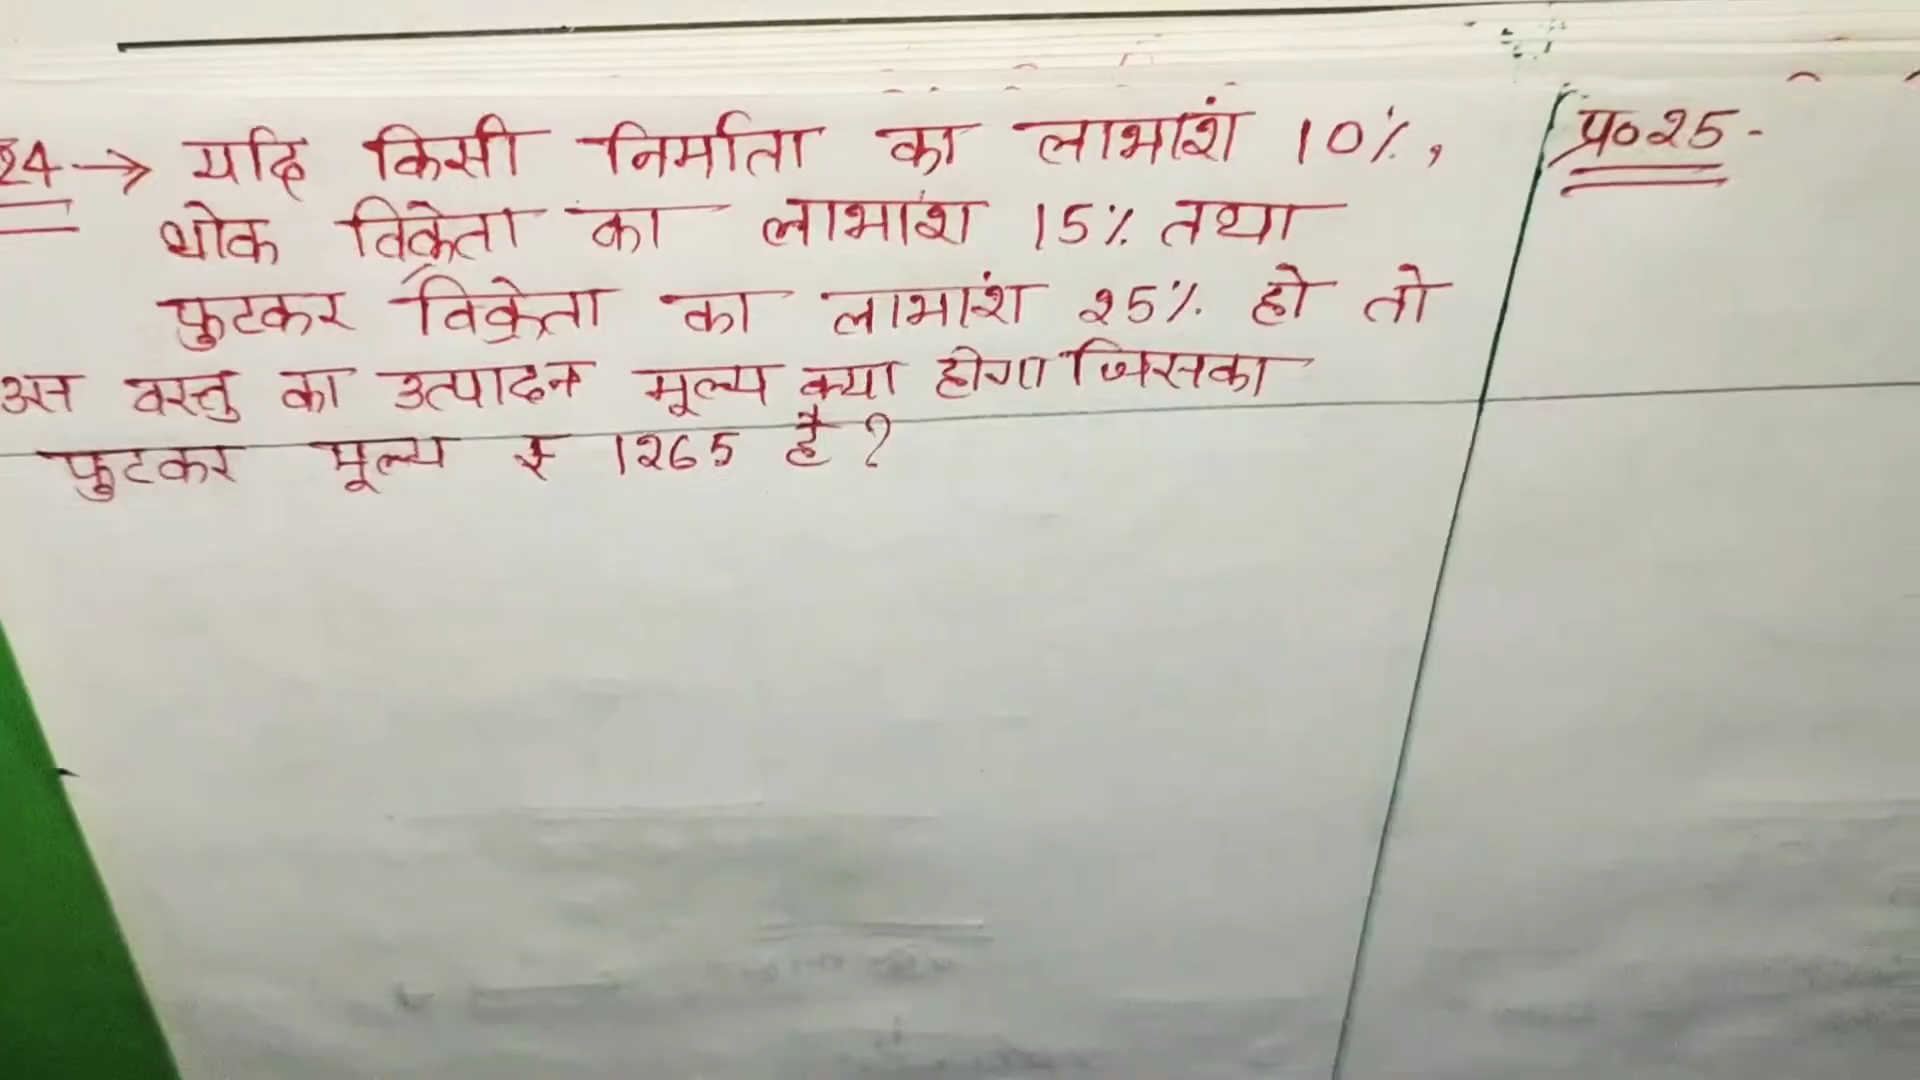 24 → यदि किसी निर्माता का लाभांश 10%,
थोक विक्रेता का लाभांश 15% तथा
फुटकर विक्रेता का लाभांश 25% हो तो
उस वस्तु का उत्पादन मूल्य क्या होगा जिसका
फुटकर मूल्य ₹ 1265 है ?
प्र०25-